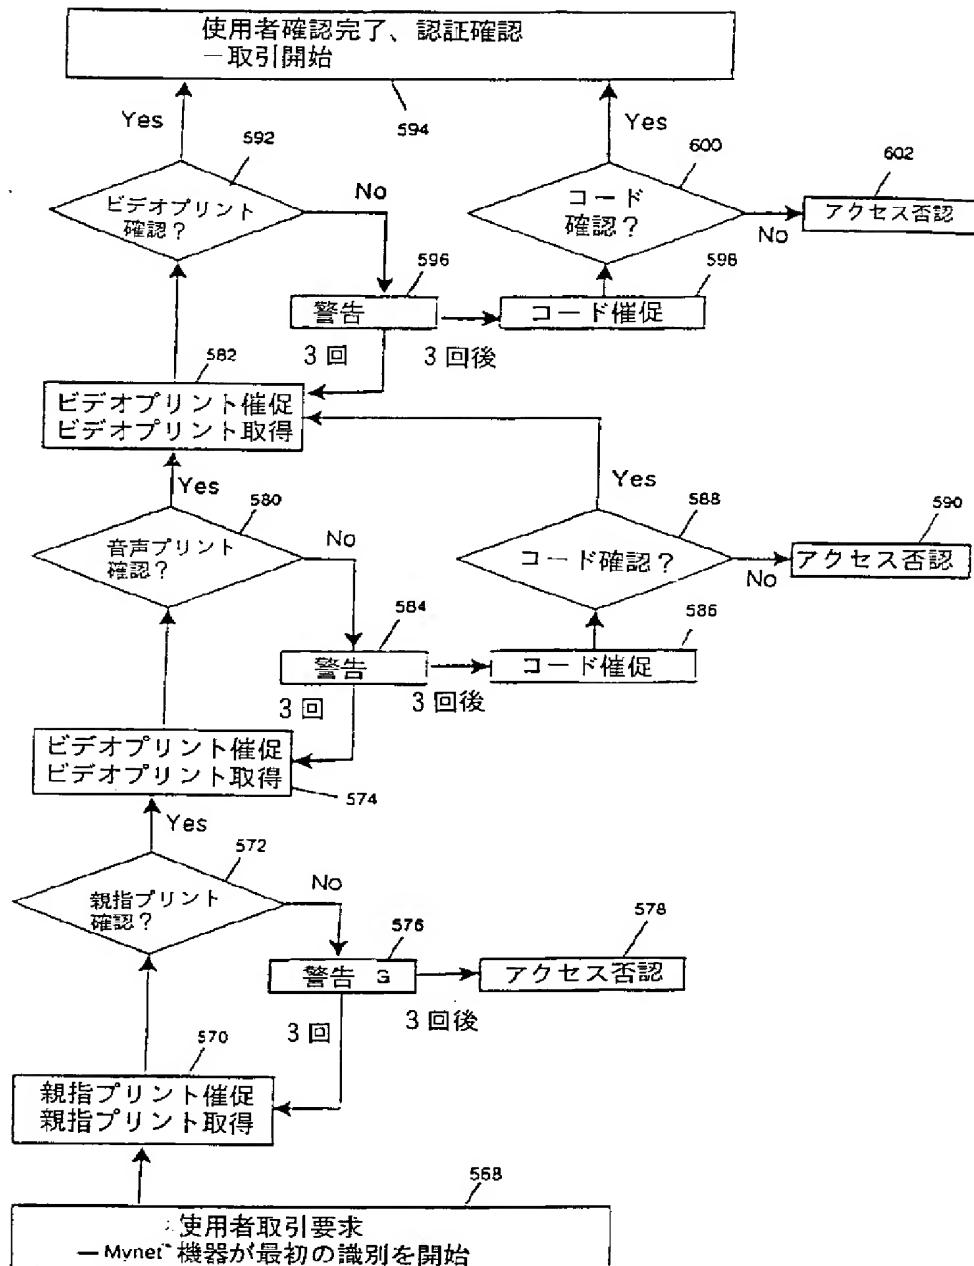 使用者確認完了、認証確認
ー取引開始
594
Yes
Yes
592
600
602
ビデオプリント
確認？
No
コード
確認？
No
アクセス否認
596
598
警告
コード催促
3回
3回後
582
ビデオプリント催促
ビデオプリント取得
Yes
580
Yes
588
590
音声プリント
確認？
No
コード確認？
No
アクセス否認
584
586
警告
コード催促
3回
3回後
ビデオプリント催促
ビデオプリント取得
574
Yes
572
親指プリント
確認？
No
576
578
警告 3
アクセス否認
3回
3回後
570
親指プリント催促
親指プリント取得
568
使用者取引要求
ー Mynet 機器が最初の識別を開始